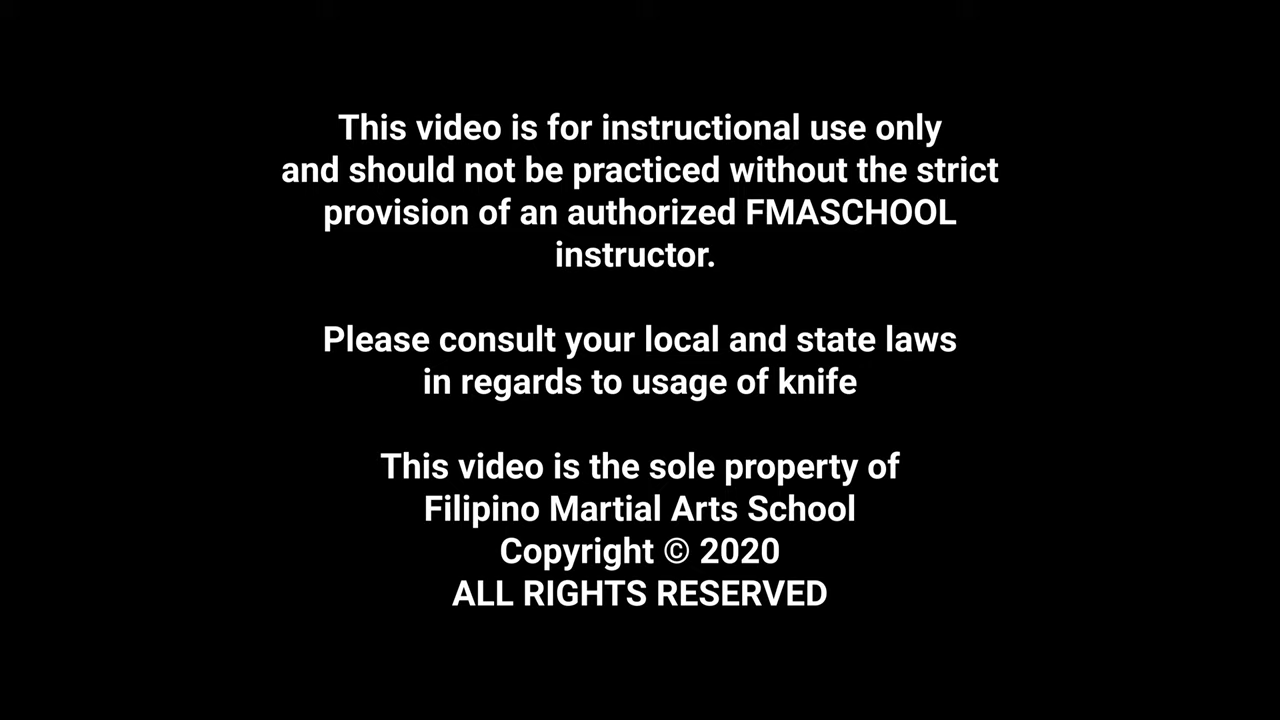 This video is for instructional use only
and should not be practiced without the strict
provision of an authorized FMASCHOOL
instructor.
Please consult your local and state laws
in regards to usage of knife
This video is the sole property of
Filipino Martial Arts School
Copyright © 2020
ALL RIGHTS RESERVED